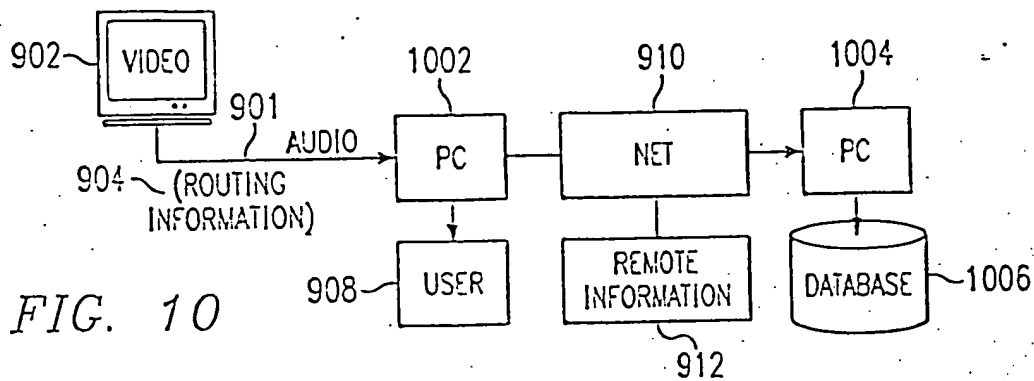 902
VIDEO
901
AUDIO
904
(ROUTING
INFORMATION)
1002
PC
910
NET
1004
PC
908
USER
REMOTE
INFORMATION
912
DATABASE
1006
FIG. 10